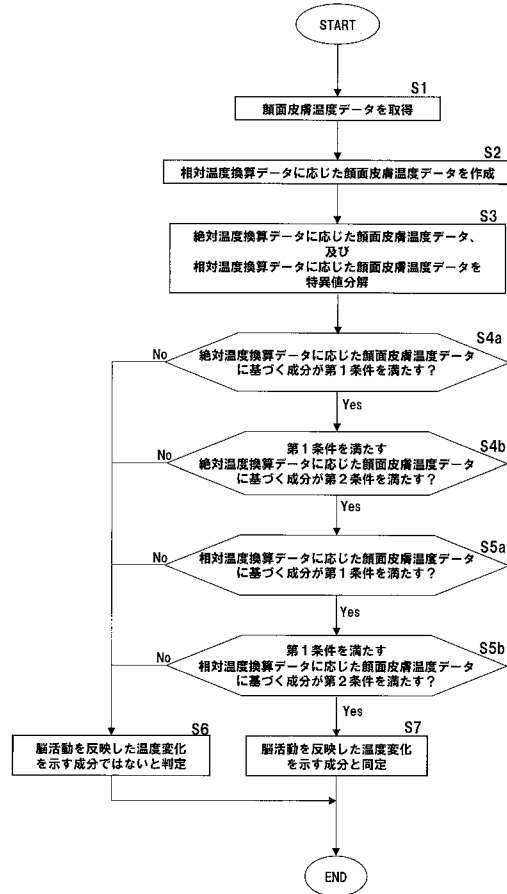 START
S1
顔面皮膚温度データを取得
S2
相対温度換算データに応じた顔面皮膚温度データを作成
S3
絶対温度換算データに応じた顔面皮膚温度データ、
及び
相対温度換算データに応じた顔面皮膚温度データを
特異値分解
S4a
No
絶対温度換算データに応じた顔面皮膚温度データ
に基づく成分が第1条件を満たす？
Yes
S4b
No
第1条件を満たす
絶対温度換算データに応じた顔面皮膚温度データ
に基づく成分が第2条件を満たす？
Yes
S5a
No
相対温度換算データに応じた顔面皮膚温度データ
に基づく成分が第1条件を満たす？
Yes
S5b
No
第1条件を満たす
相対温度換算データに応じた顔面皮膚温度データ
に基づく成分が第2条件を満たす？
Yes
S6
脳活動を反映した温度変化
を示す成分ではないと判定
S7
脳活動を反映した温度変化
を示す成分と同定
END